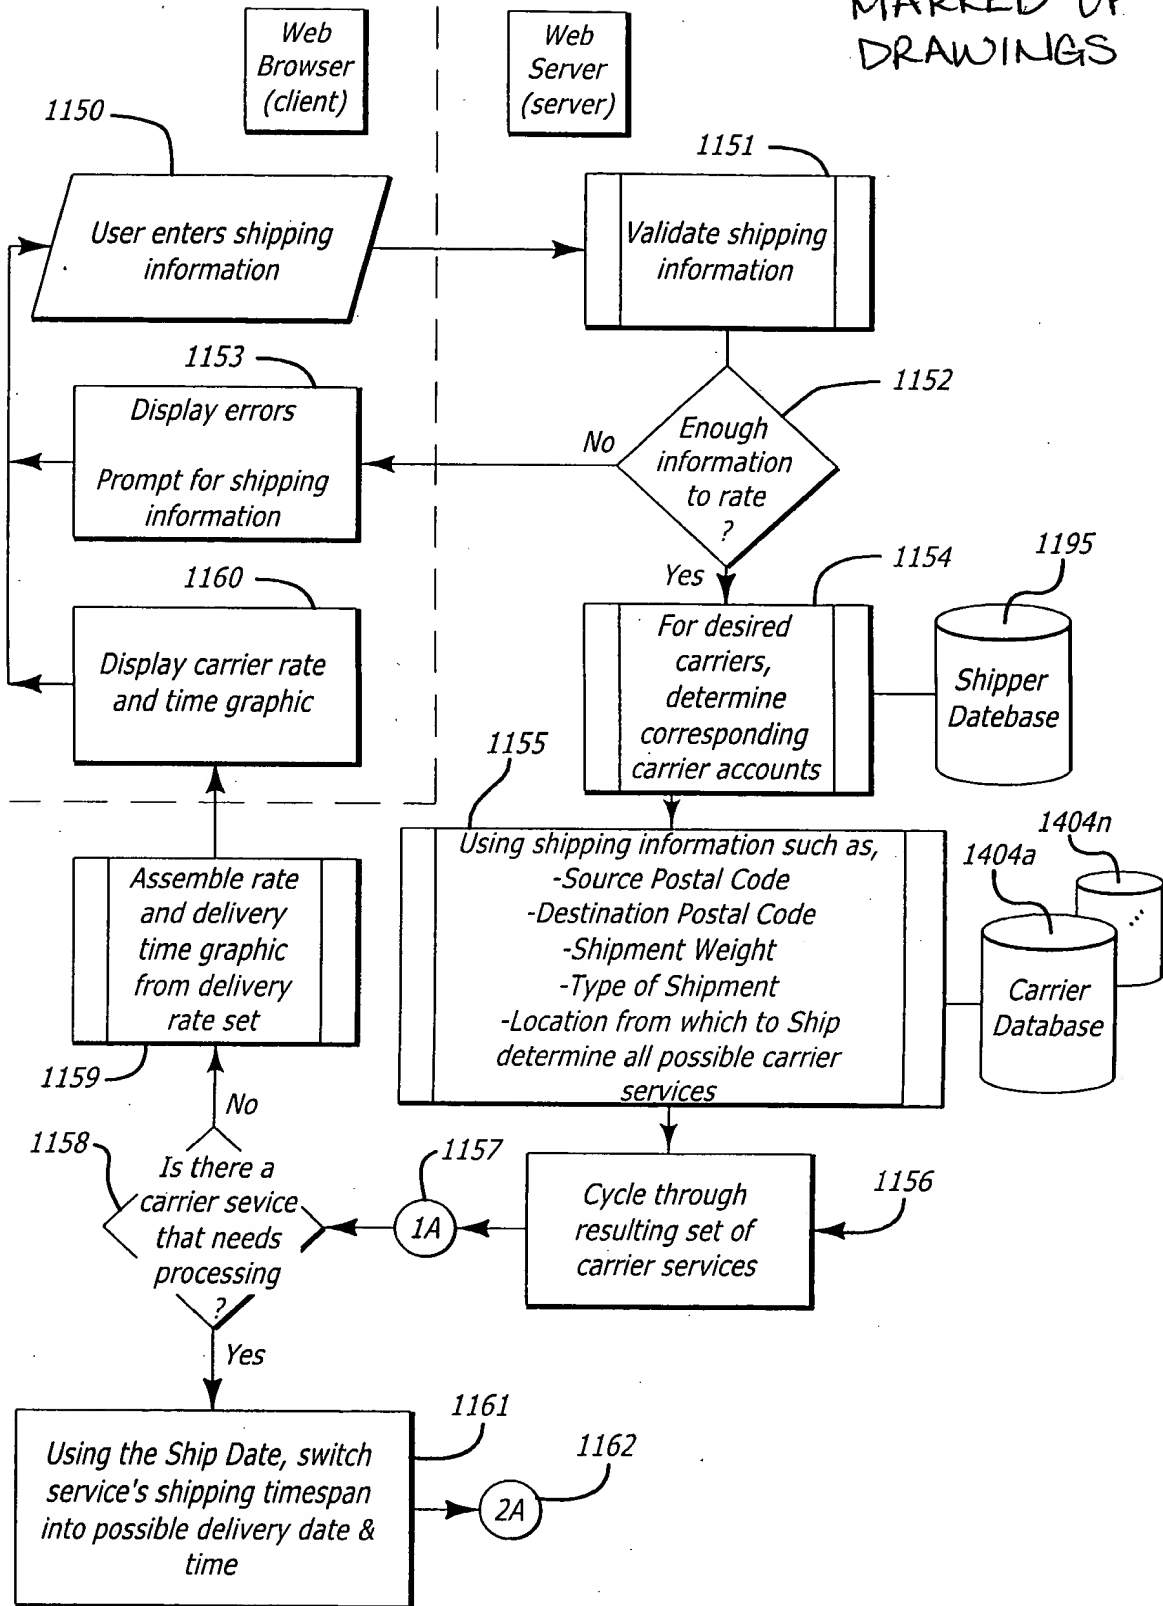 MARKED UP
DRAWINGS
Web
Browser
(client)
Web
Server
(server)
1150
User enters shipping
information
1151
Validate shipping
information
1152
Enough
information
to rate
?
No
Yes
1153
Display errors
Prompt for shipping
information
1160
Display carrier rate
and time graphic
1154
For desired
carriers,
determine
corresponding
carrier accounts
1195
Shipper
Datebase
1155
Using shipping information such as,
-Source Postal Code
-Destination Postal Code
-Shipment Weight
-Type of Shipment
-Location from which to Ship
determine all possible carrier
services
1404a
1404n
...
Carrier
Database
Assemble rate
and delivery
time graphic
from delivery
rate set
1159
No
1158
Is there a
carrier sevice
that needs
processing
?
Yes
1157
1A
Cycle through
resulting set of
carrier services
1156
1161
Using the Ship Date, switch
service's shipping timespan
into possible delivery date &
time
1162
2A